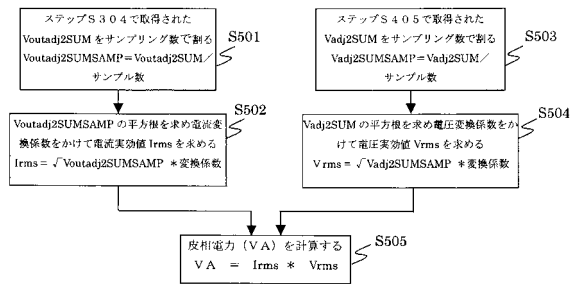 ステップS304で取得された
Voutadj2SUMをサンプリング数で割る
Voutadj2SUMSAMP=Voutadj2SUM／
サンプル数
S501
ステップS405で取得された
Vadj2SUMをサンプリング数で割る
Vadj2SUMSAMP=Vadj2SUM／
サンプル数
S503
Voutadj2SUMSAMPの平方根を求め電流変
換係数をかけて電流実効値Irmsを求める
Irms=√Voutadj2SUMSAMP *変換係数
S502
Vadj2SUMの平方根を求め電圧変換係数をか
けて電圧実効値Vrmsを求める
Vrms=√Vadj2SUMSAMP *変換係数
S504
皮相電力（VA）を計算する
VA = Irms * Vrms
S505